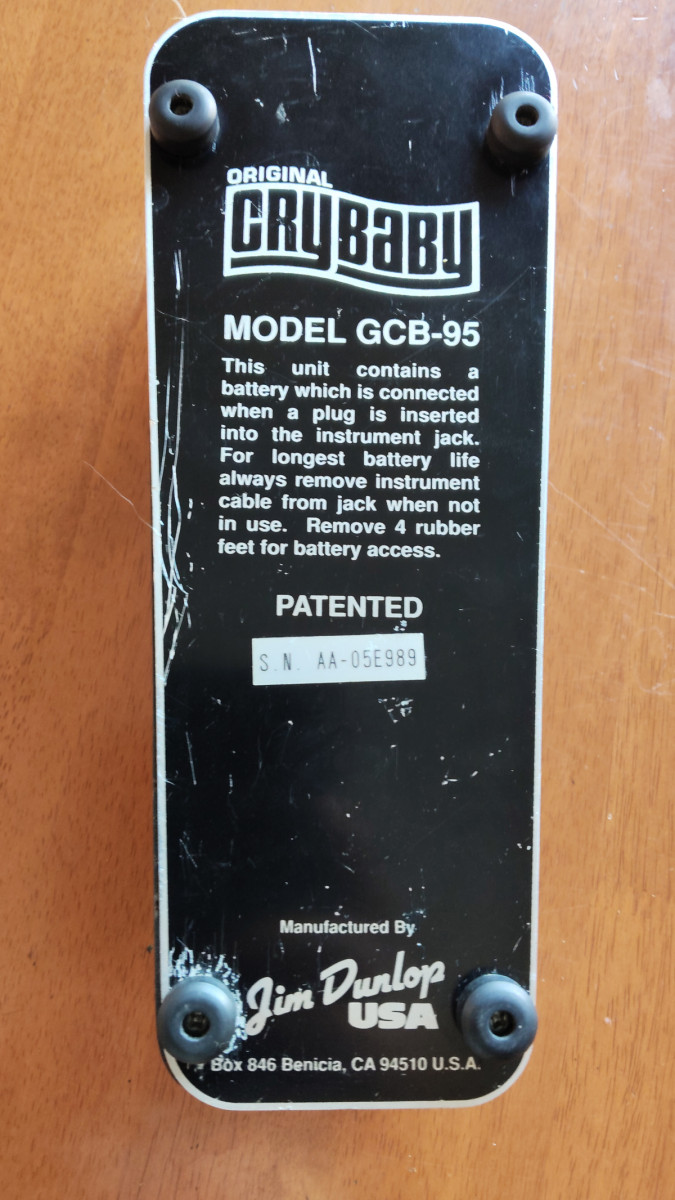 ORIGINAL
CRYBABY
MODEL GCB-95
This unit contains a
battery which is connected
when a plug is inserted
into the instrument jack.
For longest battery life
always remove instrument
cable from jack when not
in use. Remove 4 rubber
feet for battery access.
PATENTED
S.N. AA-05E989
Manufactured By
Jim Dunlop
USA
Box 846 Benicia, CA 94510 U.S.A.